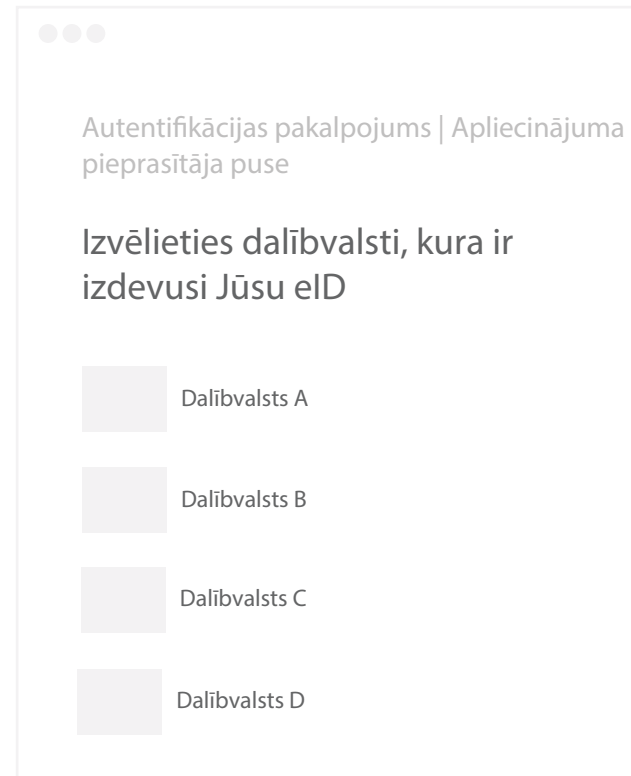 Autentifikācijas pakalpojums | Apliecinājuma
pieprasītāja puse
Izvēlieties dalībvalsti, kura ir
izdevusi Jūsu eID
Dalībvalsts A
Dalībvalsts B
Dalībvalsts C
Dalībvalsts D